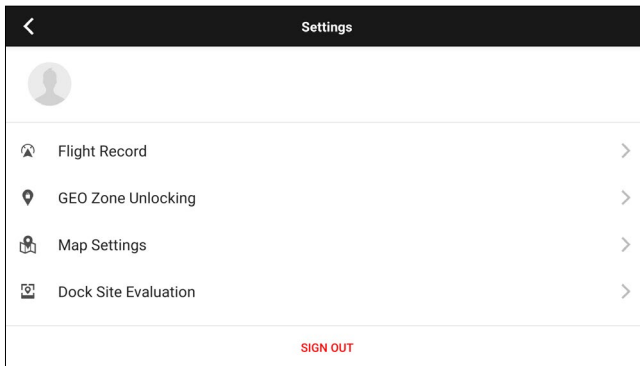 Settings
Flight Record
GEO Zone Unlocking
Map Settings
Dock Site Evaluation
SIGN OUT